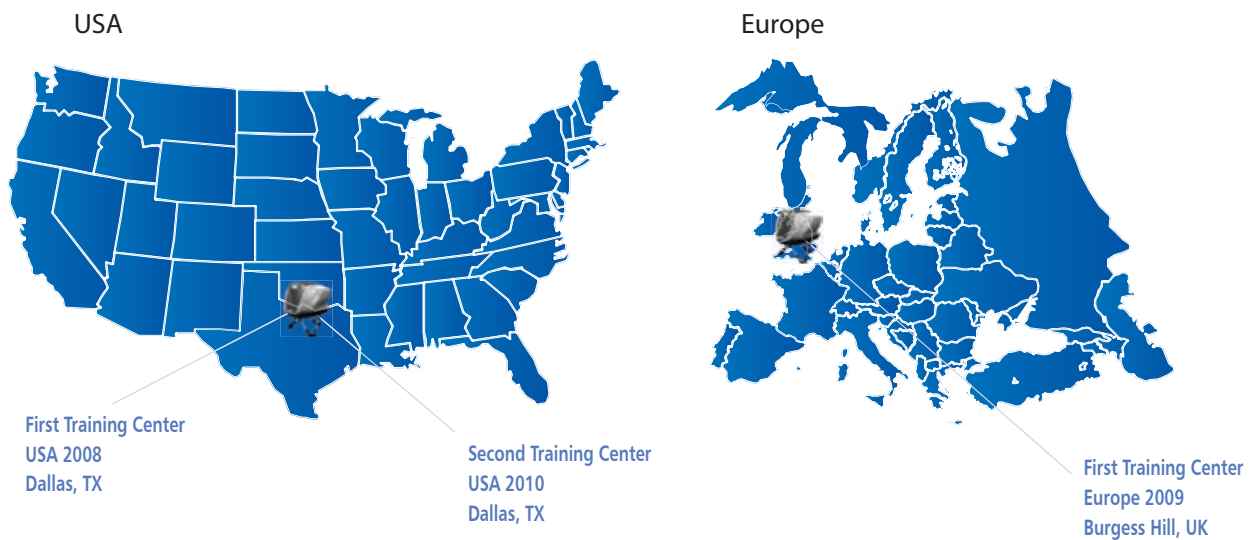 USA
Europe
First Training Center
USA 2008
Dallas, TX
Second Training Center
USA 2010
Dallas, TX
First Training Center
Europe 2009
Burgess Hill, UK